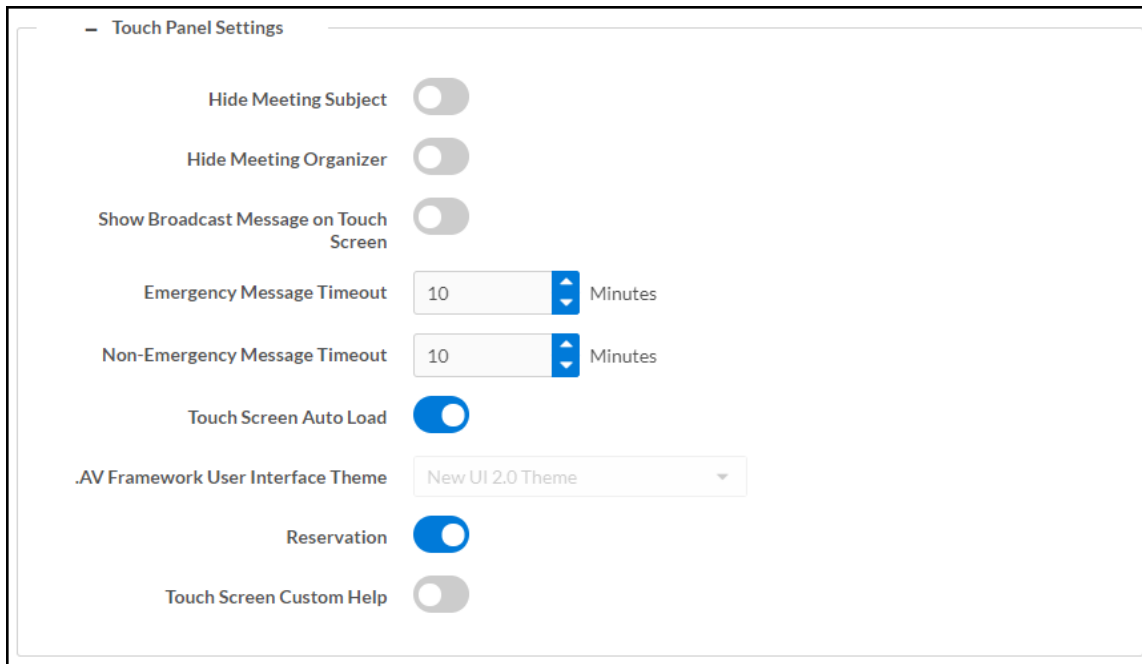 – Touch Panel Settings
Hide Meeting Subject
Hide Meeting Organizer
Show Broadcast Message on Touch
Screen
Emergency Message Timeout 10 Minutes
Non-Emergency Message Timeout 10 Minutes
Touch Screen Auto Load
.AV Framework User Interface Theme New UI 2.0 Theme
Reservation
Touch Screen Custom Help